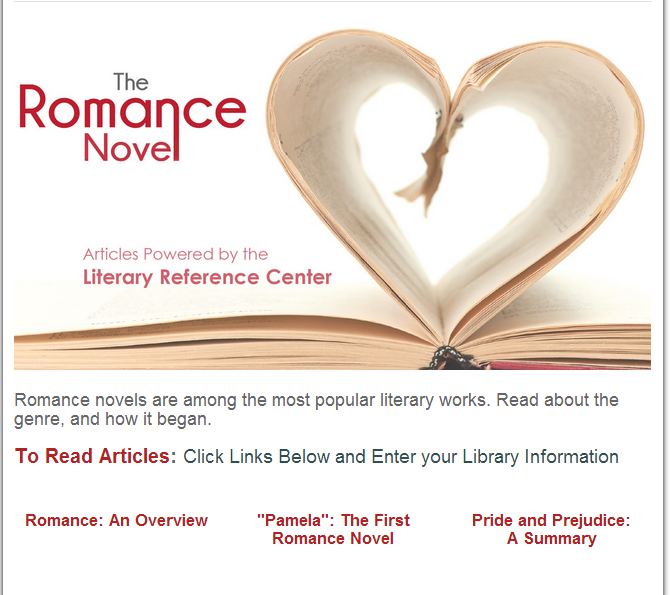 The
Romance
Novel
Articles Powered by the
Literary Reference Center
Romance novels are among the most popular literary works. Read about the
genre, and how it began.
To Read Articles: Click Links Below and Enter your Library Information
Romance: An Overview
"Pamela": The First
Romance Novel
Pride and Prejudice:
A Summary